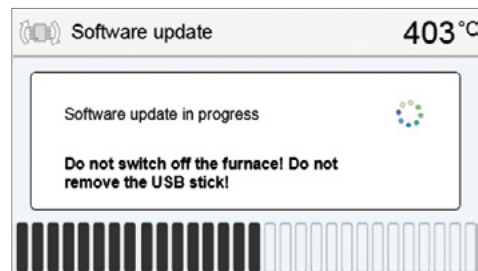 Software update
403°C
Software update in progress
Do not switch off the furnace! Do not
remove the USB stick!